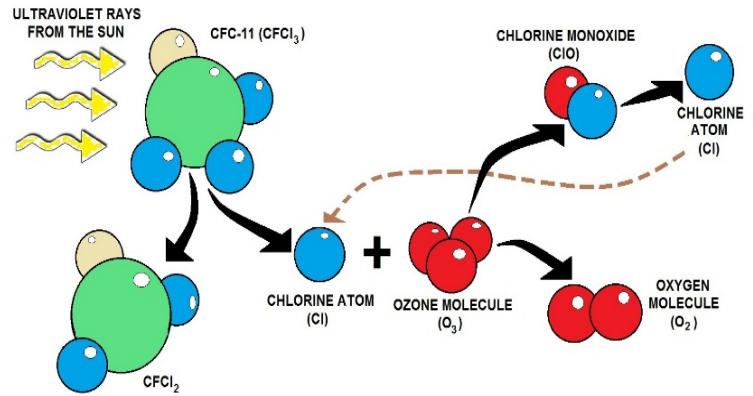 ULTRAVIOLET RAYS
FROM THE SUN
CFC-11 (CFCl₃)
CHLORINE MONOXIDE
(ClO)
CHLORINE
ATOM
(Cl)
+
CHLORINE ATOM
(Cl)
OZONE MOLECULE
(O₃)
OXYGEN
MOLECULE
(O₂)
CFCl₂